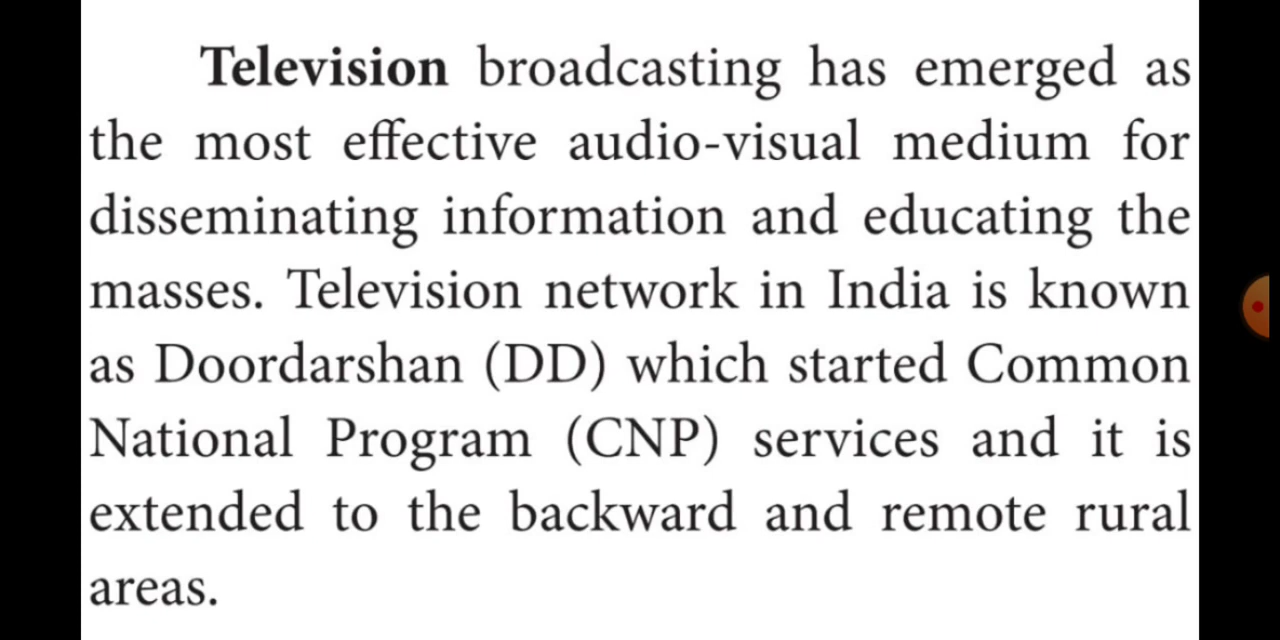 Television broadcasting has emerged as
the most effective audio-visual medium for
disseminating information and educating the
masses. Television network in India is known
as Doordarshan (DD) which started Common
National Program (CNP) services and it is
extended to the backward and remote rural
areas.